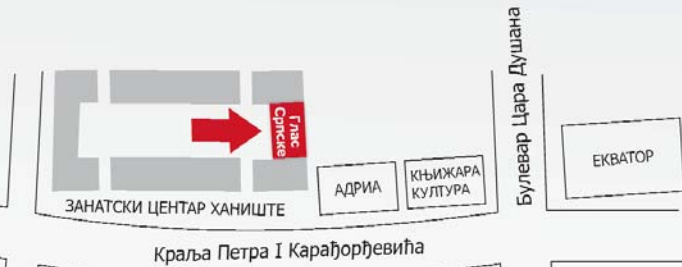 Булевар Цара Душана
Глас
Српске
ЕКВАТОР
АДРИА
КЊИЖАРА
КУЛТУРА
ЗАНАТСКИ ЦЕНТАР ХАНИШТЕ
Краља Петра I Карађорђевића